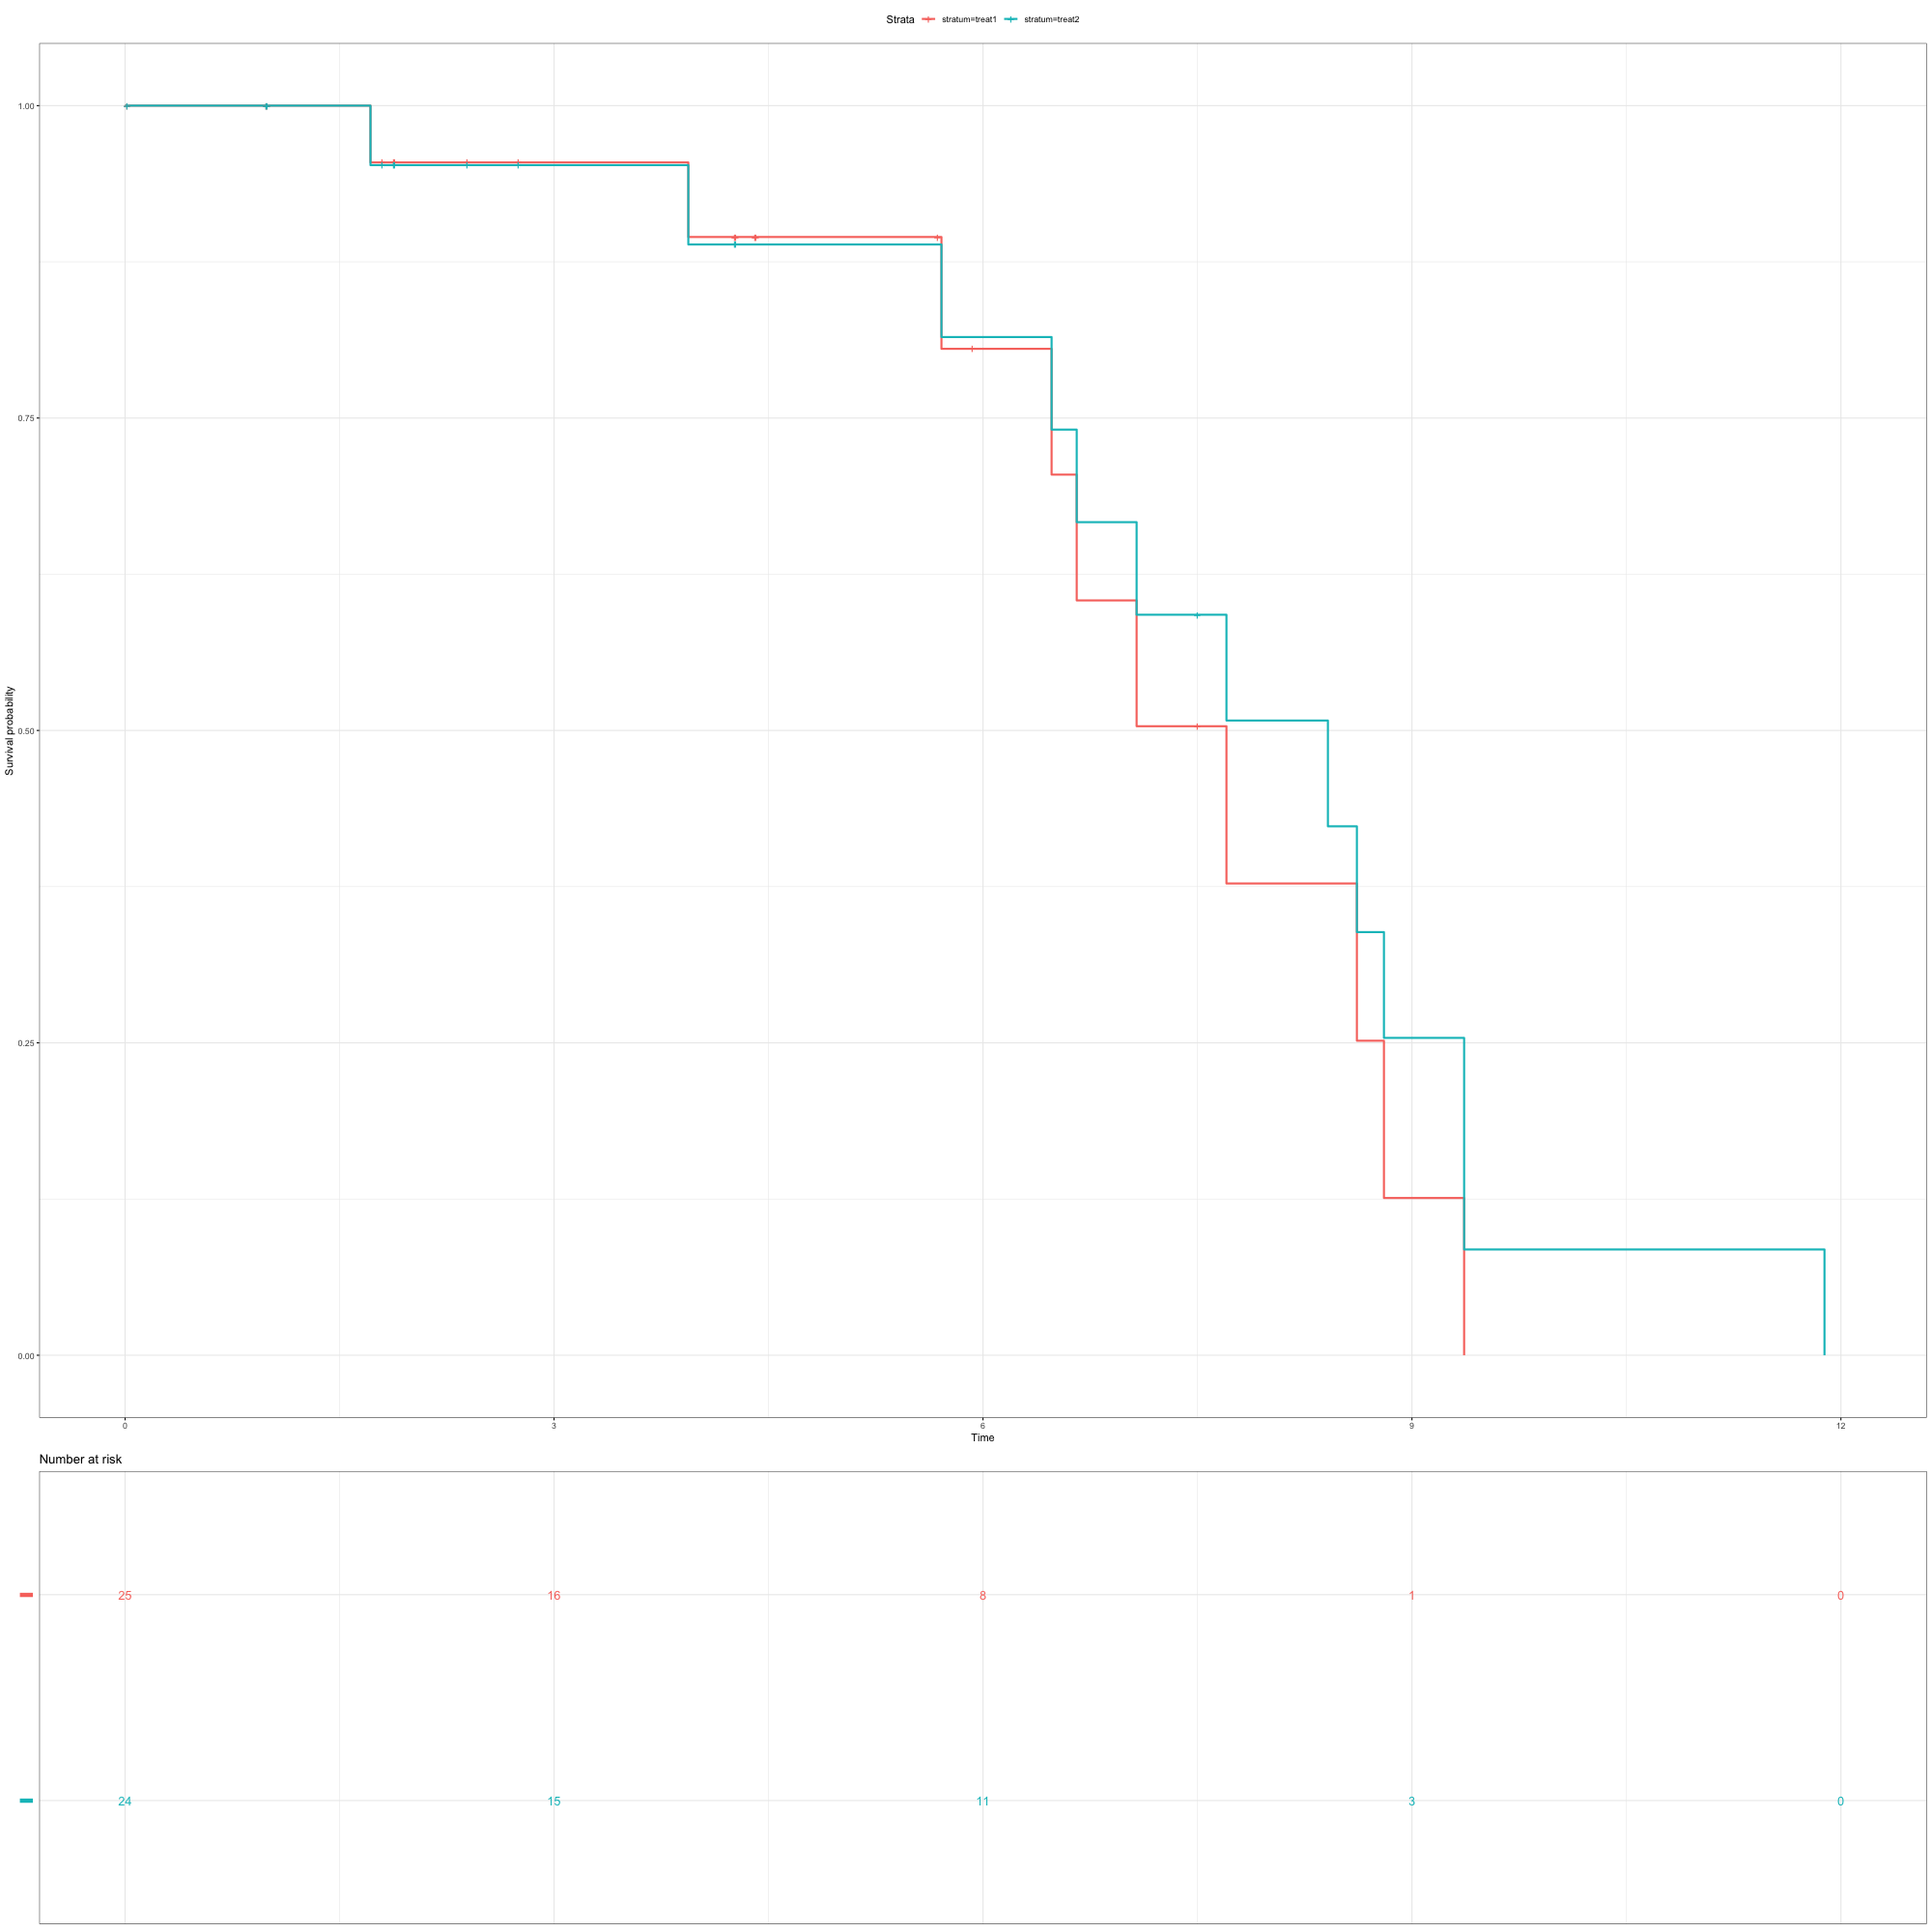 Strata stratum=treat1 stratum=treat2
1.00
0.75
0.50
0.25
0.00
Survival probability
0 3 6 9 12
Time
Number at risk
25 16 8 1 0
24 15 11 3 0